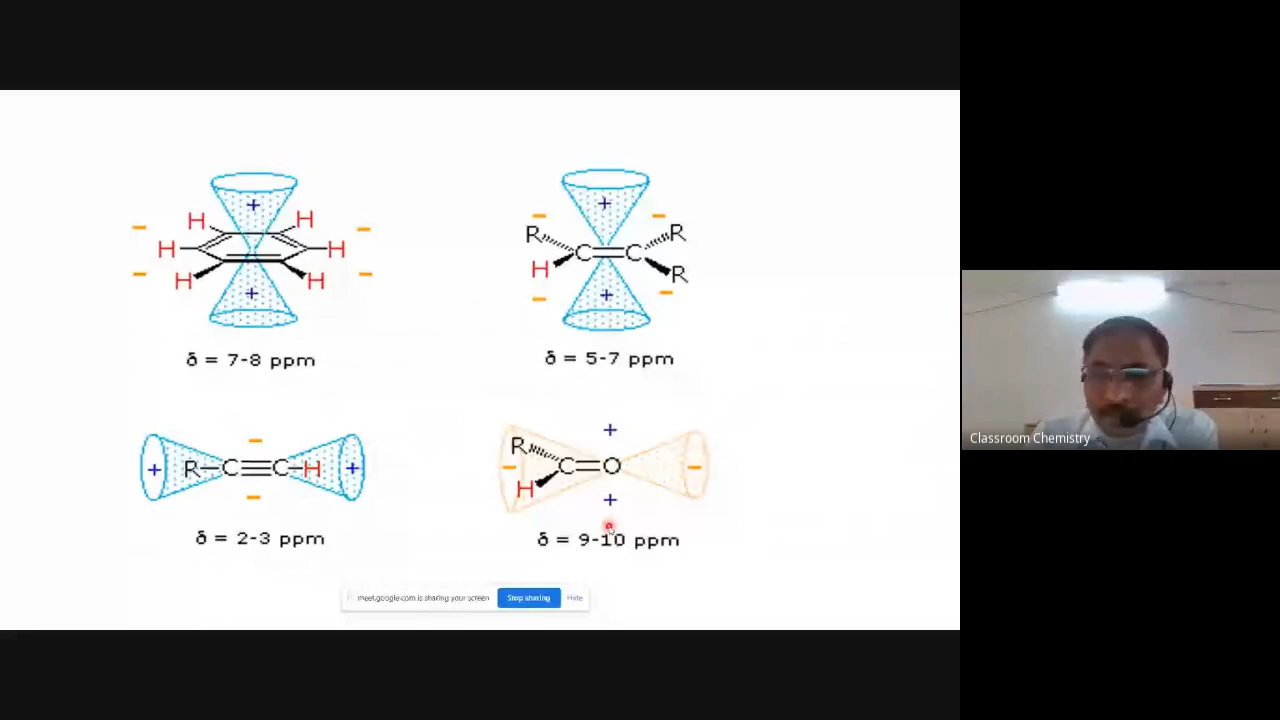 +
H H
- -
H H
- -
H H
+
δ = 7-8 ppm
+
- -
R R
C=C
H R
- -
+
δ = 5-7 ppm
-
+ R-C≡C-H +
-
δ = 2-3 ppm
+
R
- C=O -
H
+
δ = 9-10 ppm
meet.google.com is sharing your screen Stop sharing Hide
Classroom Chemistry